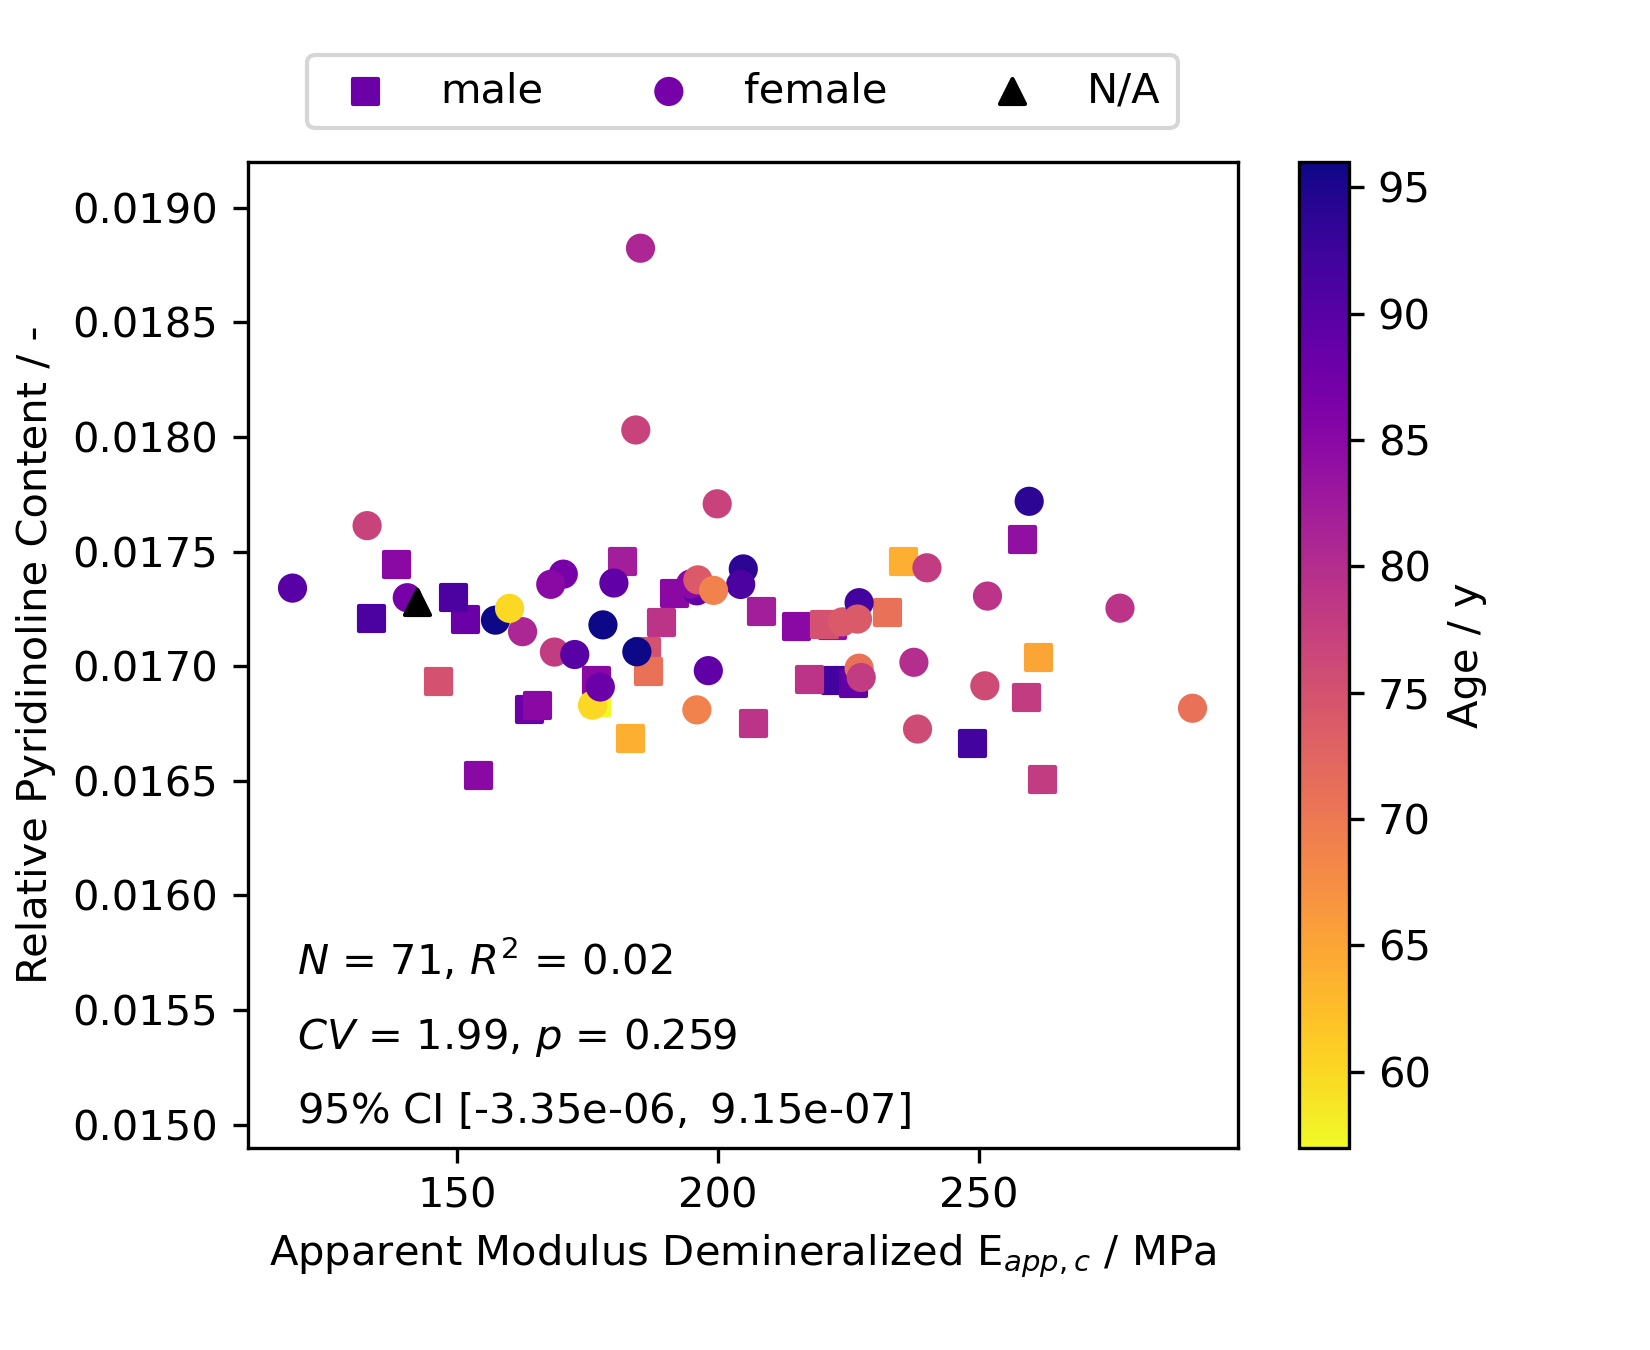 male female N/A
0.0190
0.0185
0.0180
0.0175
0.0170
0.0165
0.0160
0.0155
0.0150
Relative Pyridinoline Content / -
N = 71, R² = 0.02
CV = 1.99, p = 0.259
95% CI [-3.35e-06, 9.15e-07]
150 200 250
Apparent Modulus Demineralized E_app,c / MPa
95
90
85
80
75
70
65
60
Age / y